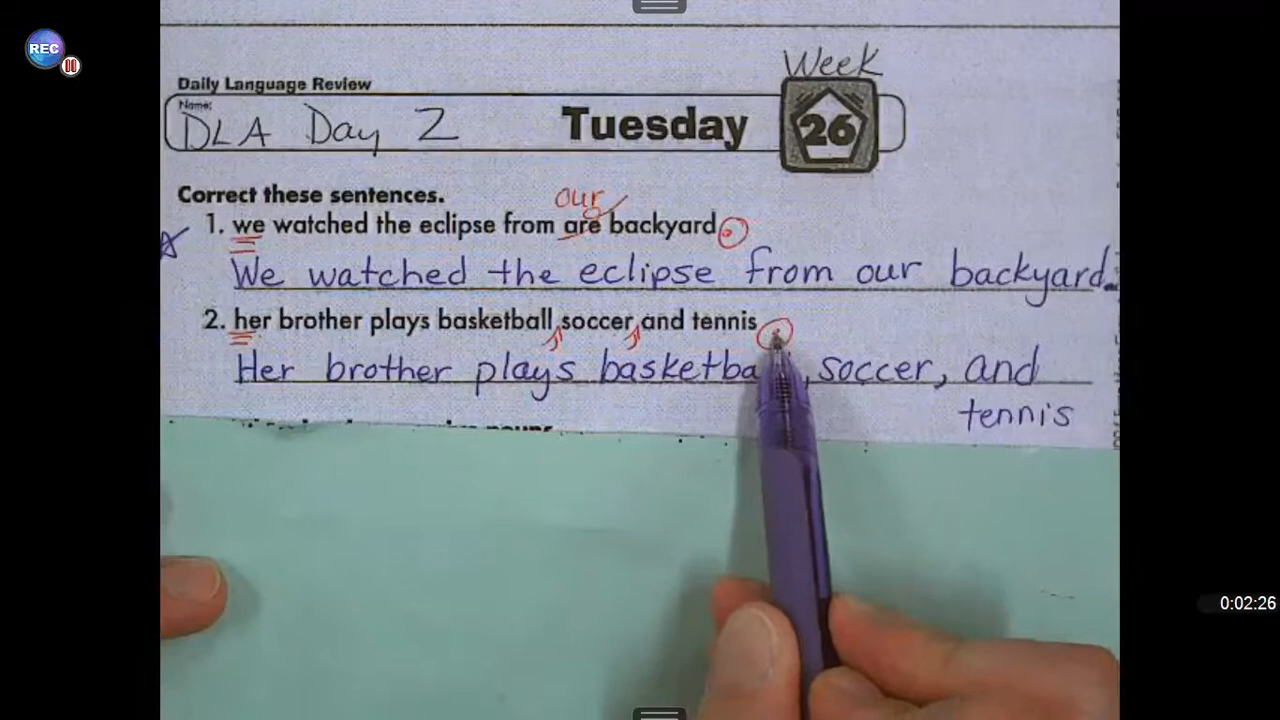 REC
Week
Daily Language Review
Name:
DLA Day 2 Tuesday 26
Correct these sentences.
our
1. we watched the eclipse from are backyard.
We watched the eclipse from our backyard.
2. her brother plays basketball, soccer, and tennis.
Her brother plays basketba , soccer, and
tennis
0:02:26